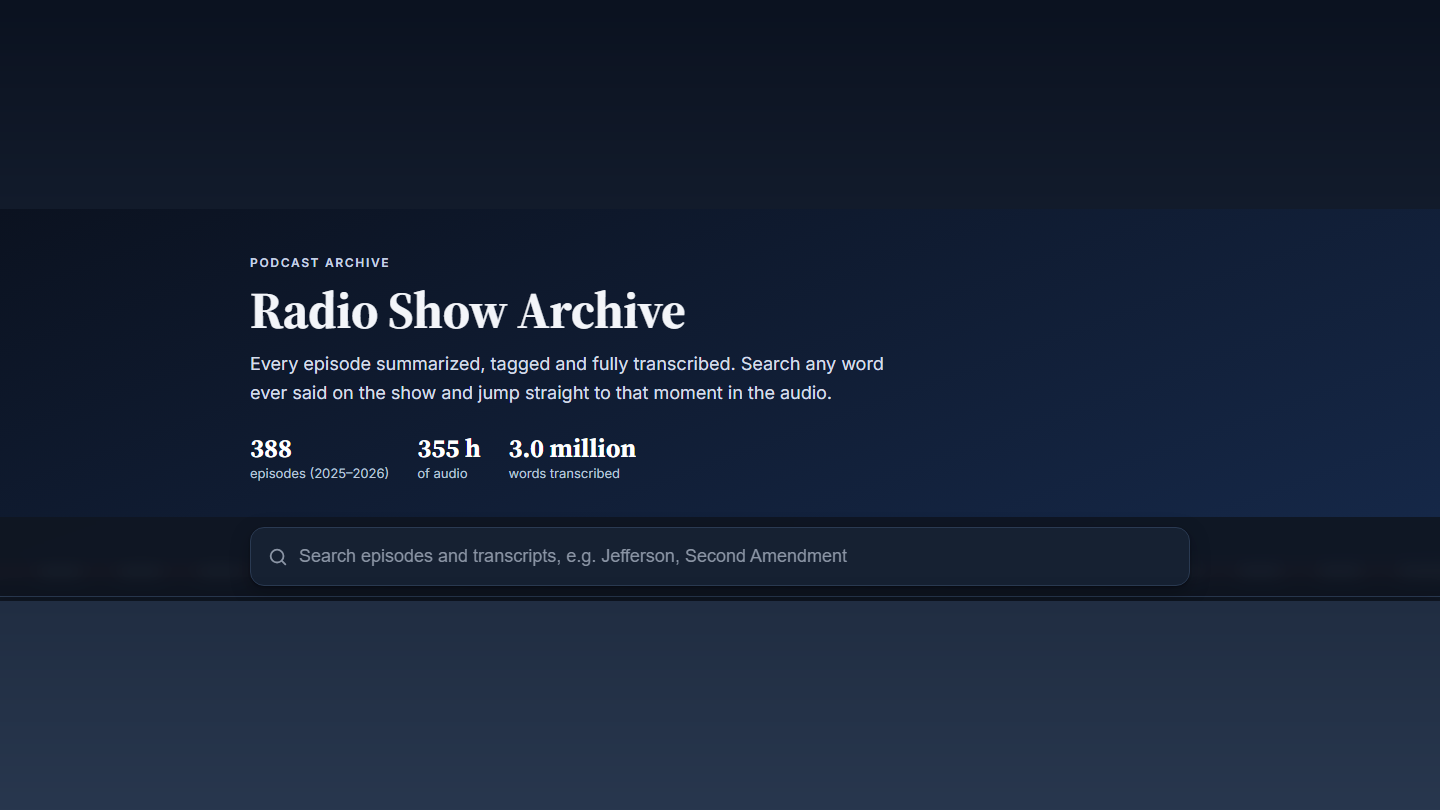 PODCAST ARCHIVE
Radio Show Archive
Every episode summarized, tagged and fully transcribed. Search any word
ever said on the show and jump straight to that moment in the audio.
388 355 h 3.0 million
episodes (2025–2026) of audio words transcribed
Search episodes and transcripts, e.g. Jefferson, Second Amendment